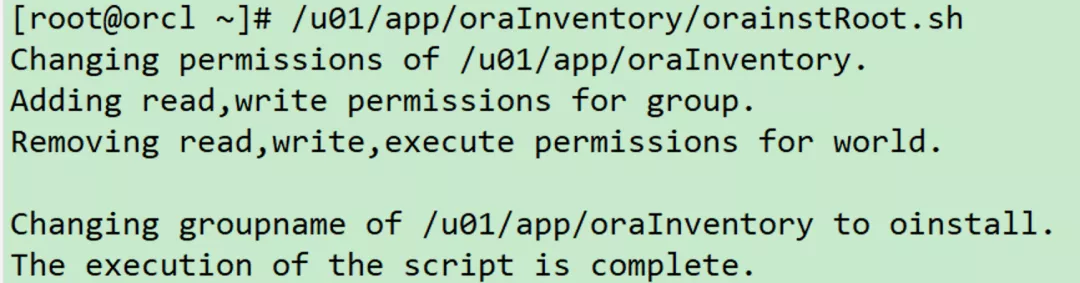 [root@orcl ~]# /u01/app/oraInventory/orainstRoot.sh
Changing permissions of /u01/app/oraInventory.
Adding read,write permissions for group.
Removing read,write,execute permissions for world.

Changing groupname of /u01/app/oraInventory to oinstall.
The execution of the script is complete.